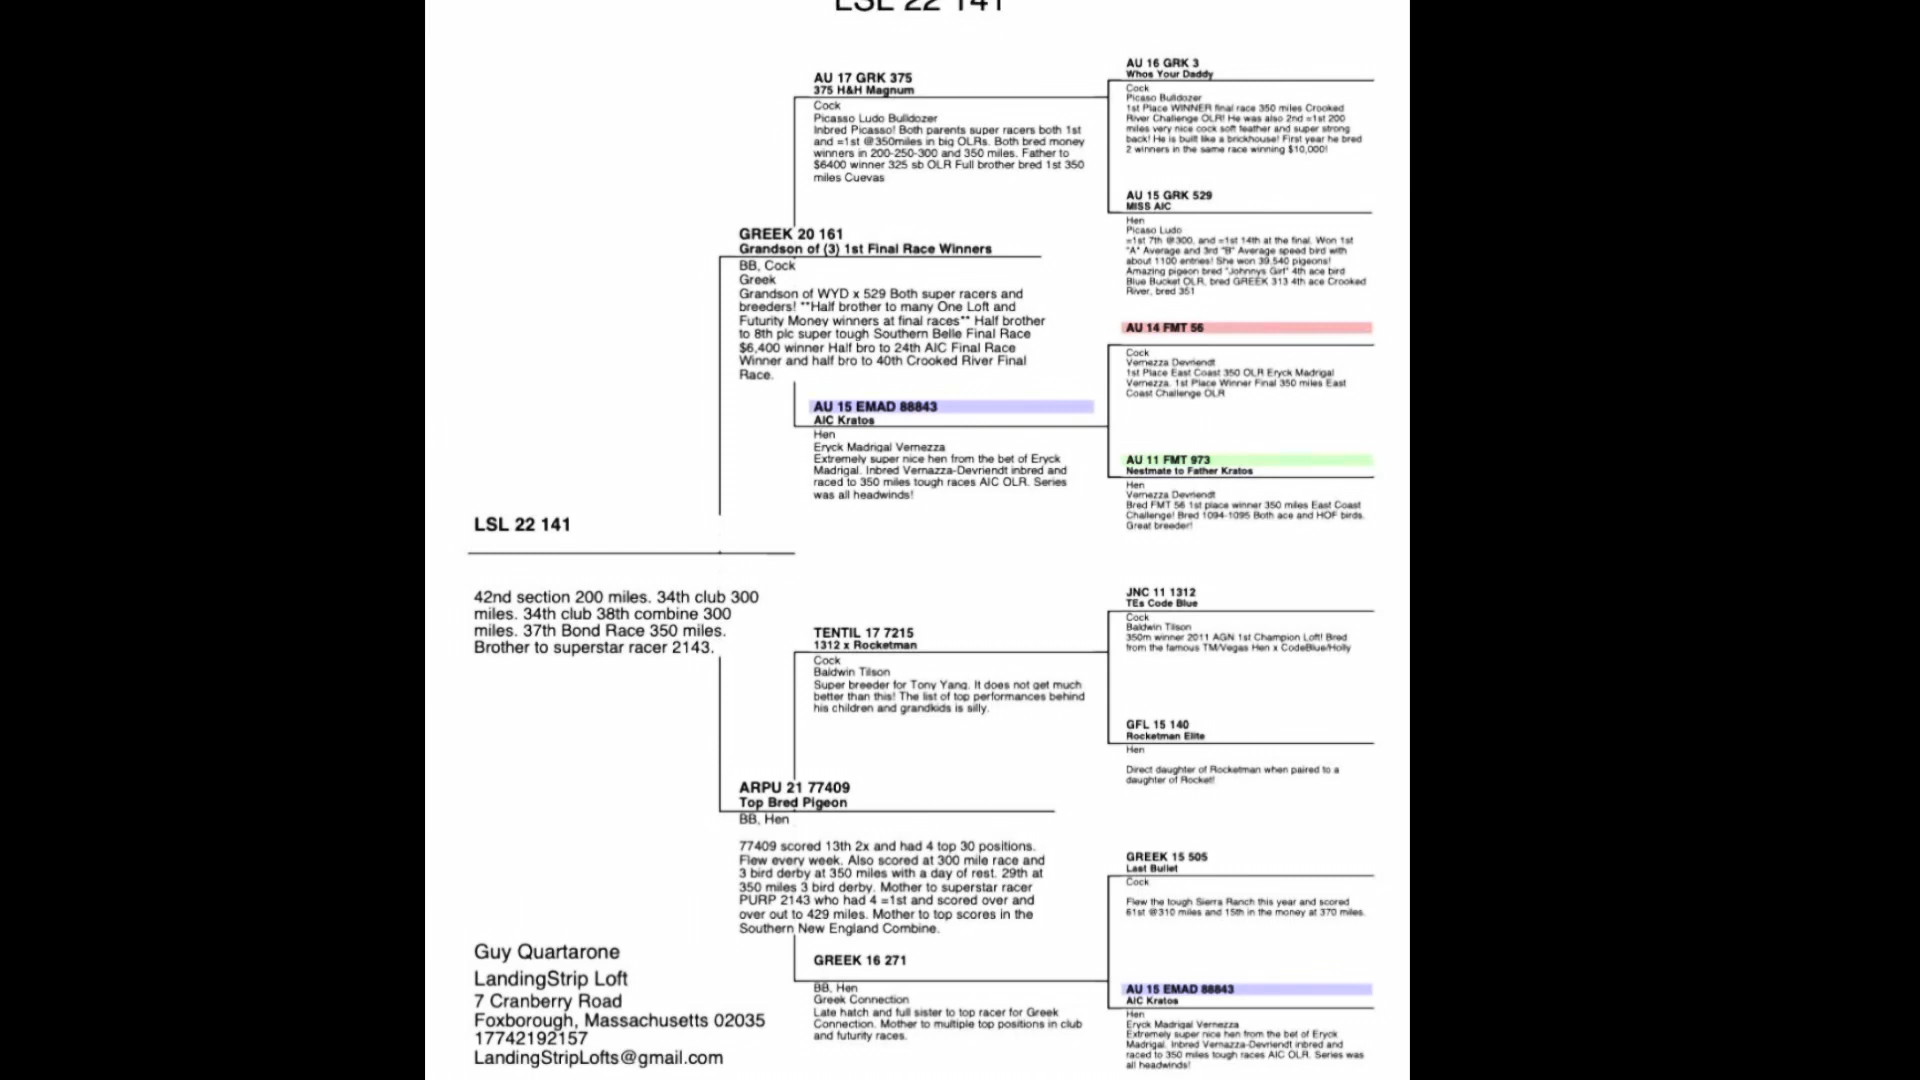 LSL 22 141
AU 17 GRK 375
375 H&H Magnum
Cock
Picasso Ludo Bulldozer
Inbred Picasso! Both parents super racers both 1st
and =1st @350miles in big OLRs. Both bred money
winners in 200-250-300 and 350 miles. Father to
$6400 winner 325 sb OLR Full brother bred 1st 350
miles Cuevas
AU 16 GRK 3
Whos Your Daddy
Cock
Picaso Bulldozer
1st Place WINNER final race 350 miles Crooked
River Challenge OLR! He was also 2nd =1st 200
miles very nice cock soft feather and super strong
back! He is built like a brickhouse! First year he bred
2 winners in the same race winning $10,000!
AU 15 GRK 529
MISS AIC
Hen
Picaso Ludo
=1st 7th @300, and =1st 14th at the final. Won 1st
"A" Average and 3rd "B" Average speed bird with
about 1100 entries! She won 39,540 pigeons!
Amazing pigeon bred "Johnnys Girl" 4th ace bird
Blue Bucket OLR, bred GREEK 313 4th ace Crooked
River, bred 351
GREEK 20 161
Grandson of (3) 1st Final Race Winners
BB, Cock
Greek
Grandson of WYD x 529 Both super racers and
breeders! **Half brother to many One Loft and
Futurity Money winners at final races** Half brother
to 8th plc super tough Southern Belle Final Race
$6,400 winner Half bro to 24th AIC Final Race
Winner and half bro to 40th Crooked River Final
Race.
AU 14 FMT 56
Cock
Vernezza Devriendt
1st Place East Coast 350 OLR Eryck Madrigal
Vernezza. 1st Place Winner Final 350 miles East
Coast Challenge OLR
AU 15 EMAD 88843
AIC Kratos
Hen
Eryck Madrigal Vernezza
Extremely super nice hen from the bet of Eryck
Madrigal. Inbred Vernazza-Devriendt inbred and
raced to 350 miles tough races AIC OLR. Series
was all headwinds!
AU 11 FMT 973
Nestmate to Father Kratos
Hen
Vernezza Devriendt
Bred FMT 56 1st place winner 350 miles East Coast
Challenge! Bred 1094-1095 Both ace and HOF birds.
Great breeder!
LSL 22 141
42nd section 200 miles. 34th club 300
miles. 34th club 38th combine 300
miles. 37th Bond Race 350 miles.
Brother to superstar racer 2143.
JNC 11 1312
TEs Code Blue
Cock
Baldwin Tilson
350m winner 2011 AGN 1st Champion Loft! Bred
from the famous TM/Vegas Hen x CodeBlue/Holly
TENTIL 17 7215
1312 x Rocketman
Cock
Baldwin Tilson
Super breeder for Tony Yang. It does not get much
better than this! The list of top performances behind
his children and grandkids is silly.
GFL 15 140
Rocketman Elite
Hen
Direct daughter of Rocketman when paired to a
daughter of Rocket!
ARPU 21 77409
Top Bred Pigeon
BB, Hen
77409 scored 13th 2x and had 4 top 30 positions.
Flew every week. Also scored at 300 mile race and
3 bird derby at 350 miles with a day of rest. 29th at
350 miles 3 bird derby. Mother to superstar racer
PURP 2143 who had 4 =1st and scored over and
over out to 429 miles. Mother to top scores in the
Southern New England Combine.
GREEK 15 505
Last Bullet
Cock
Flew the tough Sierra Ranch this year and scored
61st @310 miles and 15th in the money at 370 miles.
GREEK 16 271
BB, Hen
Greek Connection
Late hatch and full sister to top racer for Greek
Connection. Mother to multiple top positions in club
and futurity races.
AU 15 EMAD 88843
AIC Kratos
Hen
Eryck Madrigal Vernezza
Extremely super nice hen from the bet of Eryck
Madrigal. Inbred Vernazza-Devriendt inbred and
raced to 350 miles tough races AIC OLR. Series was
all headwinds!
Guy Quartarone
LandingStrip Loft
7 Cranberry Road
Foxborough, Massachusetts 02035
17742192157
LandingStripLofts@gmail.com